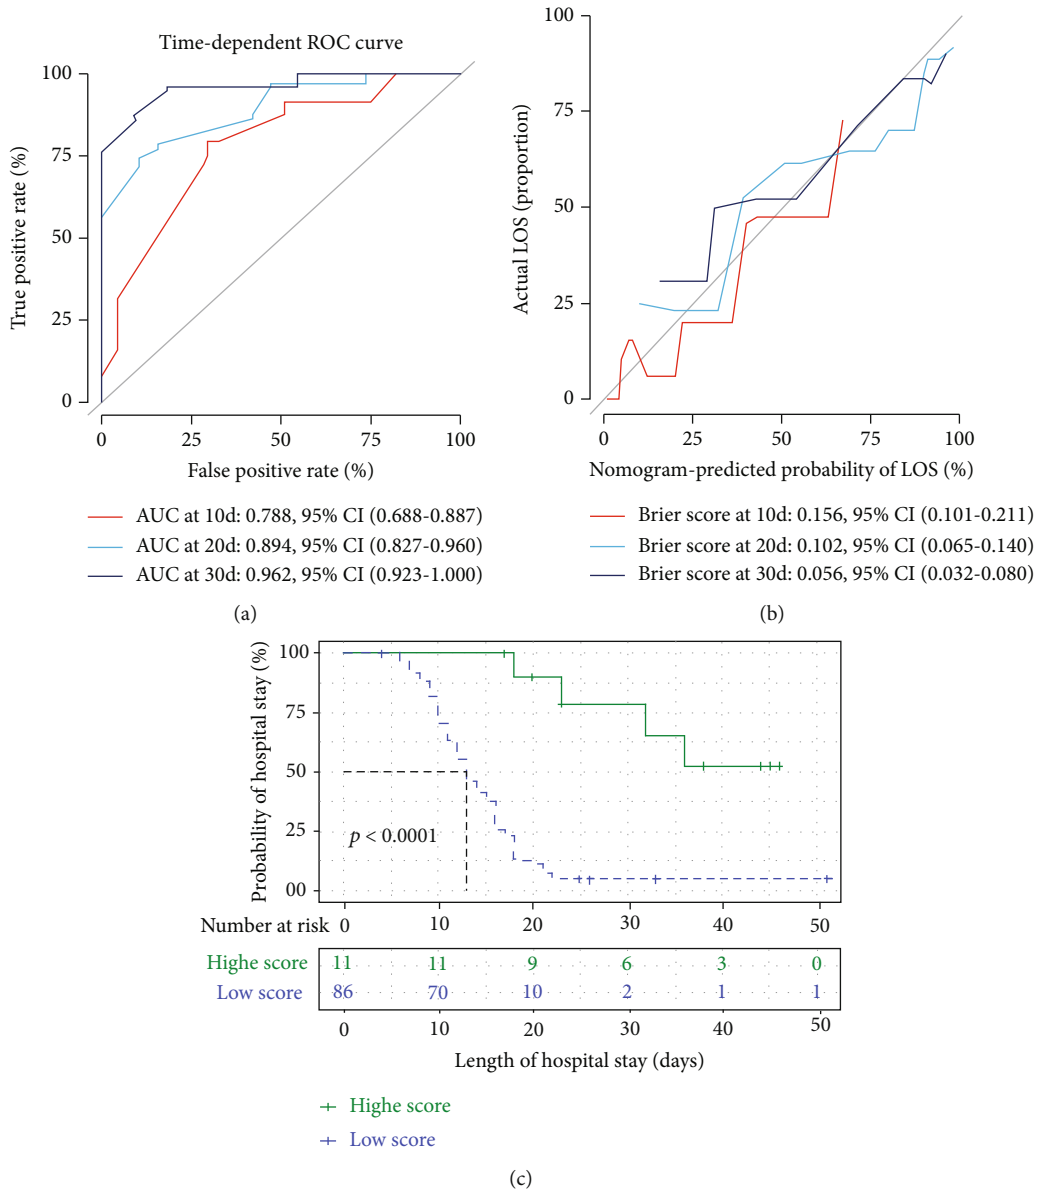 Time-dependent ROC curve
100
75
50
25
0
True positive rate (%)
0 25 50 75 100
False positive rate (%)
AUC at 10d: 0.788, 95% CI (0.688-0.887)
AUC at 20d: 0.894, 95% CI (0.827-0.960)
AUC at 30d: 0.962, 95% CI (0.923-1.000)
(a)
100
75
50
25
0
Actual LOS (proportion)
0 25 50 75 100
Nomogram-predicted probability of LOS (%)
Brier score at 10d: 0.156, 95% CI (0.101-0.211)
Brier score at 20d: 0.102, 95% CI (0.065-0.140)
Brier score at 30d: 0.056, 95% CI (0.032-0.080)
(b)
Probability of hospital stay (%)
100
75
50
25
00
p < 0.0001
Number at risk 0 10 20 30 40 50
Highe score 11 11 9 6 3 0
Low score 86 70 10 2 1 1
0 10 20 30 40 50
Length of hospital stay (days)
Highe score
Low score
(c)